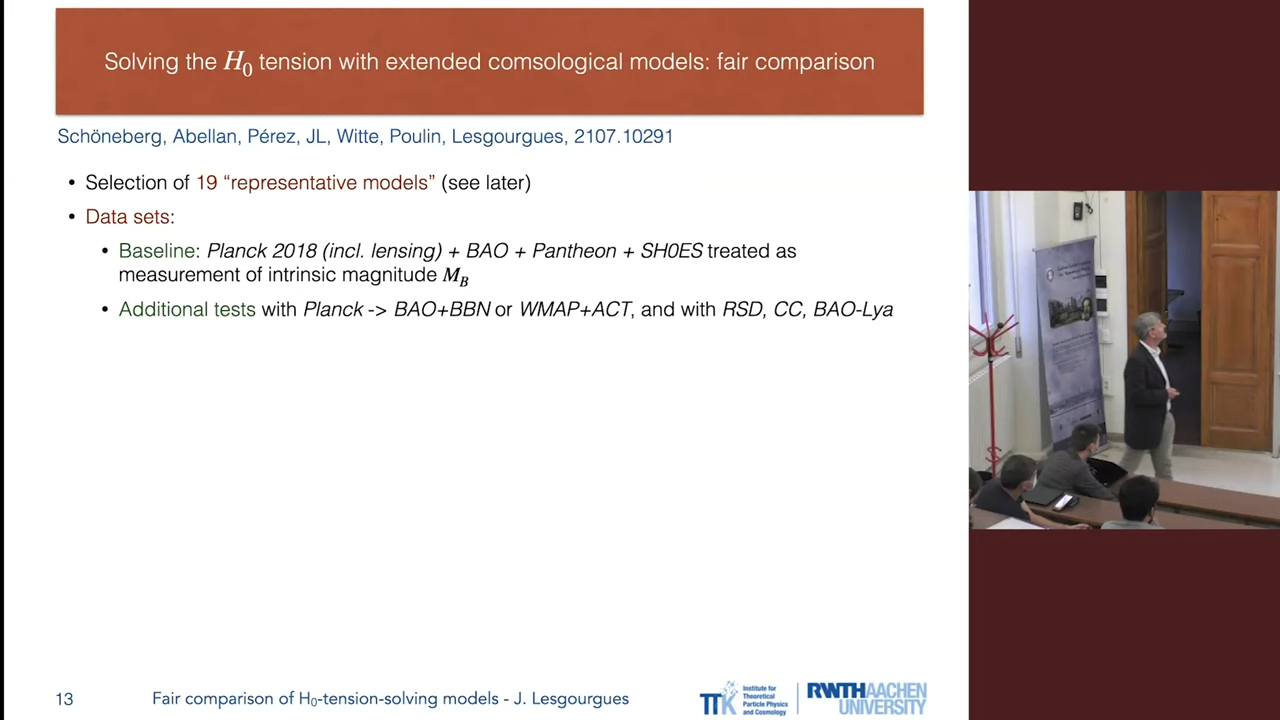 Solving the H0 tension with extended comsological models: fair comparison
Schöneberg, Abellan, Pérez, JL, Witte, Poulin, Lesgourgues, 2107.10291
• Selection of 19 “representative models” (see later)
• Data sets:
• Baseline: Planck 2018 (incl. lensing) + BAO + Pantheon + SH0ES treated as
measurement of intrinsic magnitude MB
• Additional tests with Planck -> BAO+BBN or WMAP+ACT, and with RSD, CC, BAO-Lya
13
Fair comparison of H0-tension-solving models - J. Lesgourgues
TTK
Institute for
Theoretical
Particle Physics
and Cosmology
RWTHAACHEN
UNIVERSITY